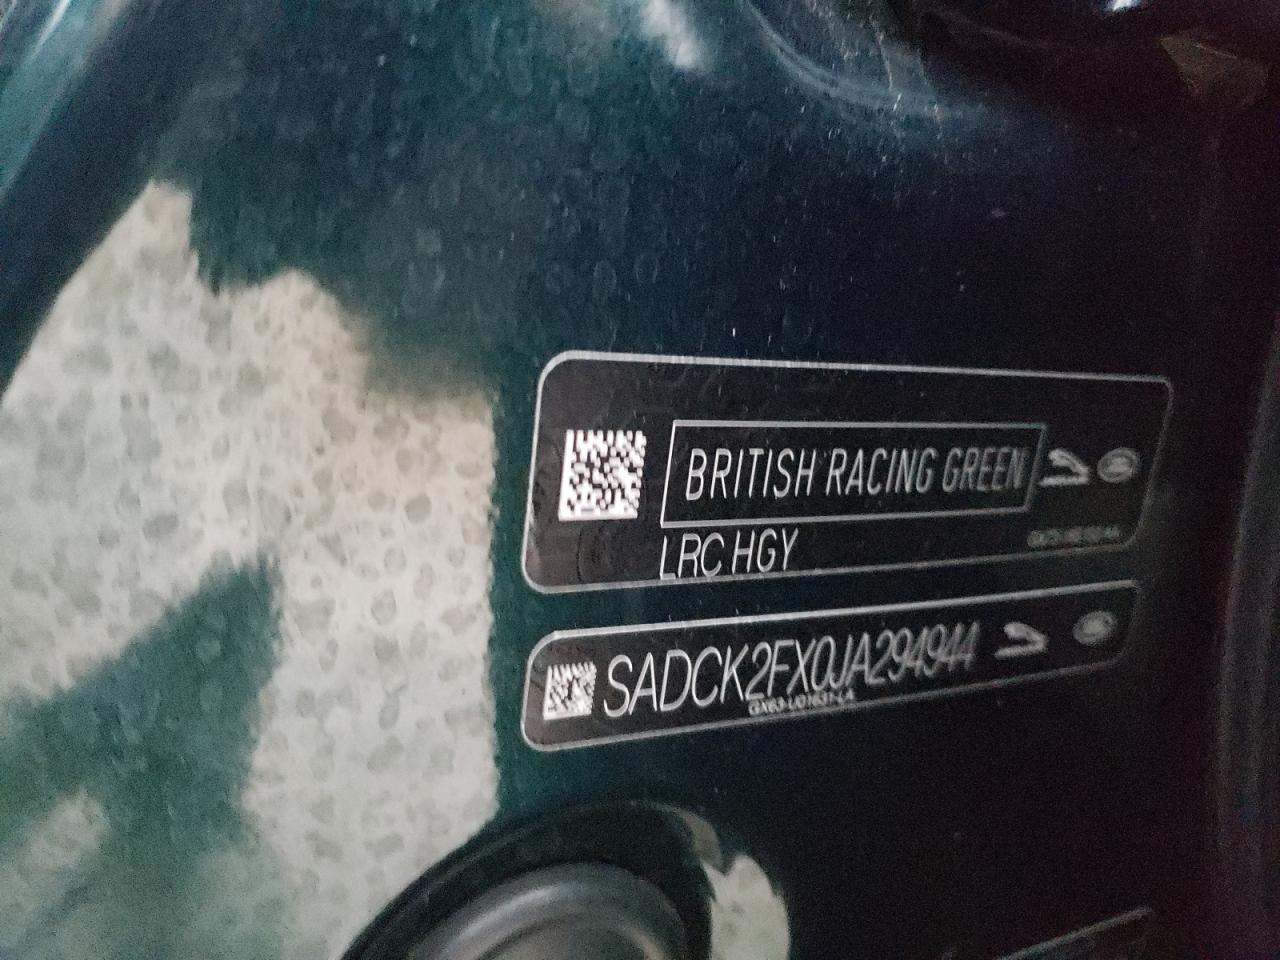 BRITISH RACING GREEN
LRC HGY
SADCK2FX0JA294944